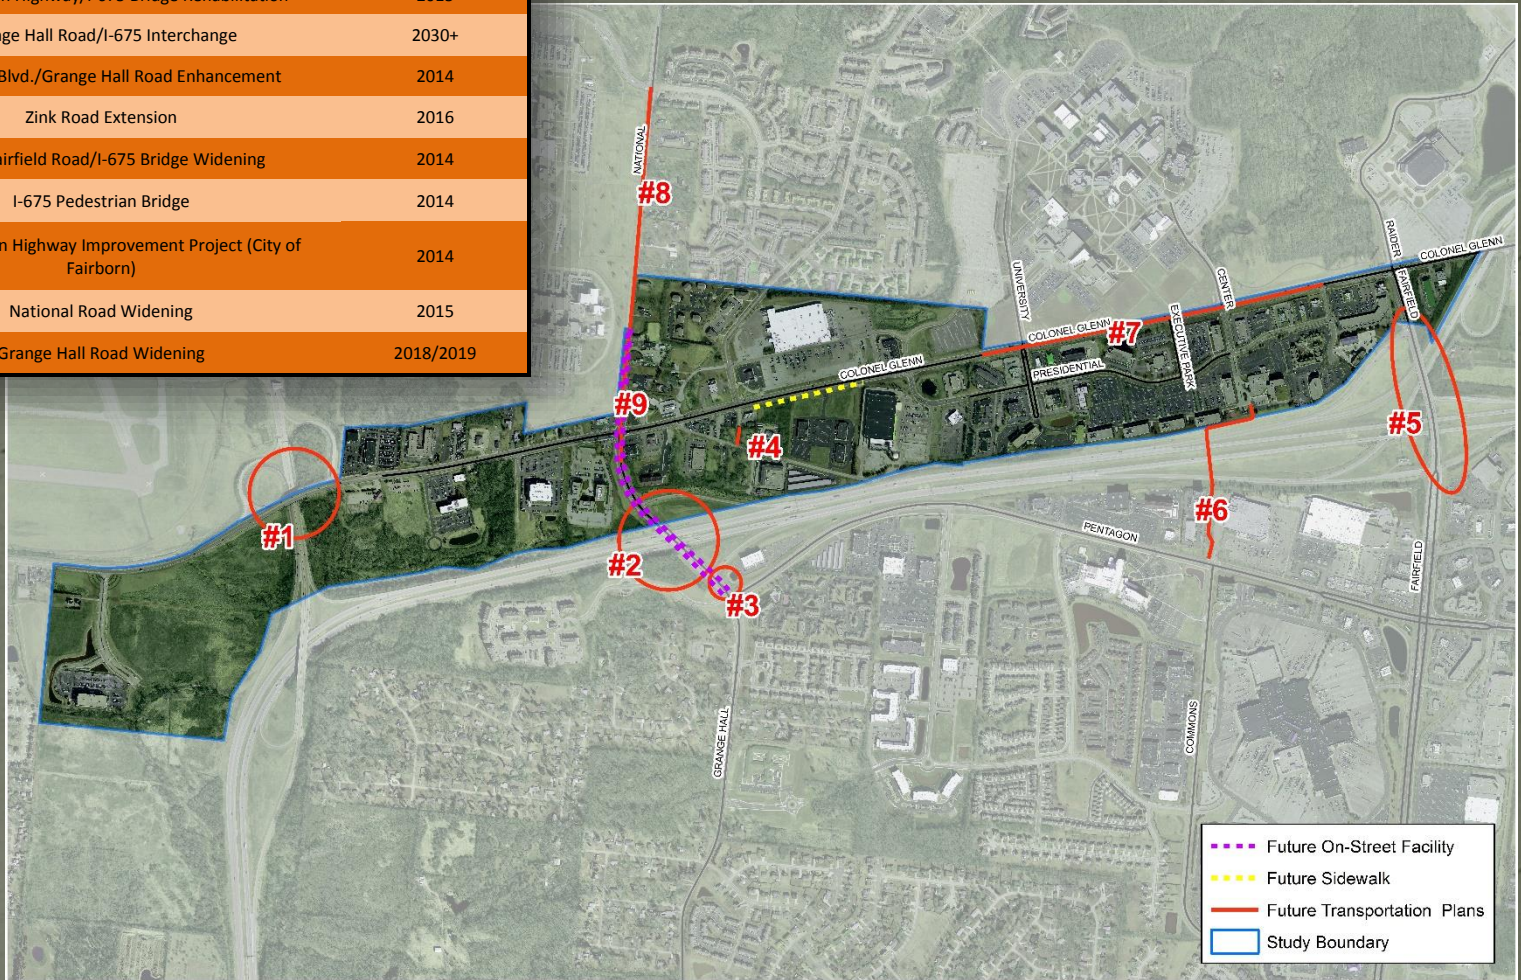 Hall Road/I-675 Interchange 2030+
Blvd./Grange Hall Road Enhancement 2014
Zink Road Extension 2016
Road/I-675 Bridge Widening 2014
I-675 Pedestrian Bridge 2014
Highway Improvement Project (City of
Fairborn) 2014
National Road Widening 2015
Grange Hall Road Widening 2018/2019
NATIONAL
#8
RAIDER
COLONEL GLENN
UNIVERSITY
CENTER
FAIRFIELD
COLONEL GLENN
#7
EXECUTIVE PARK
PRESIDENTIAL
COLONEL GLENN
#9
#4
#5
#1
#6
PENTAGON
#2
#3
FAIRFIELD
GRANGE HALL
COMMONS
Future On-Street Facility
Future Sidewalk
Future Transportation Plans
Study Boundary